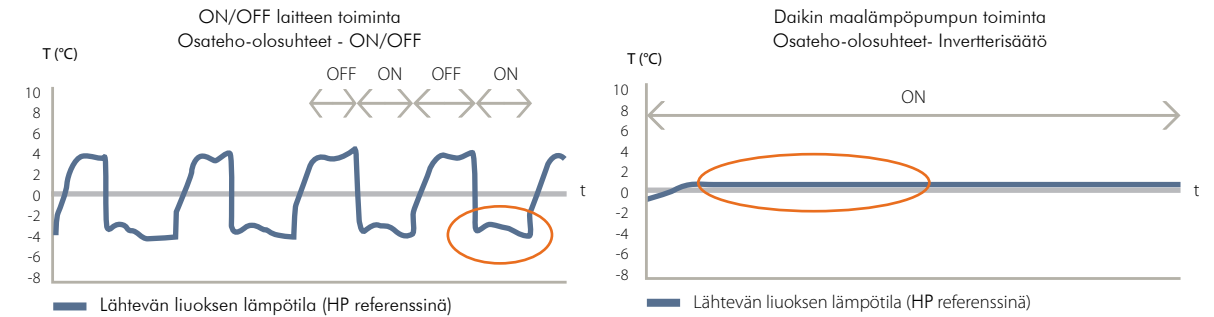 ON/OFF laitteen toiminta
Osateho-olosuhteet - ON/OFF
T (°C)
OFF ON OFF ON
10
8
6
4
2
0
-2
-4
-6
-8
t
Lähtevän liuoksen lämpötila (HP referenssinä)
Daikin maalämpöpumpun toiminta
Osateho-olosuhteet- Invertterisäätö
T (°C)
ON
10
8
6
4
2
0
-2
-4
-6
-8
t
Lähtevän liuoksen lämpötila (HP referenssinä)